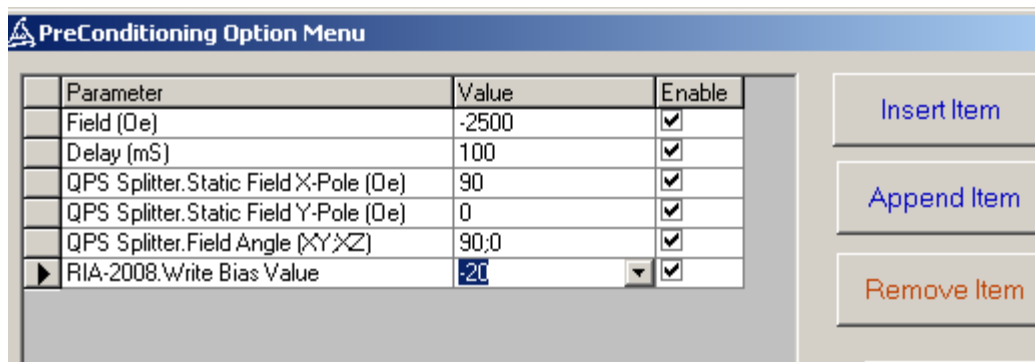 PreConditioning Option Menu
Parameter Value Enable
Field (Oe) -2500
Delay (mS) 100
QPS Splitter.Static Field X-Pole (Oe) 90
QPS Splitter.Static Field Y-Pole (Oe) 0
QPS Splitter.Field Angle (XY;XZ) 90;0
RIA-2008.Write Bias Value -20
Insert Item
Append Item
Remove Item